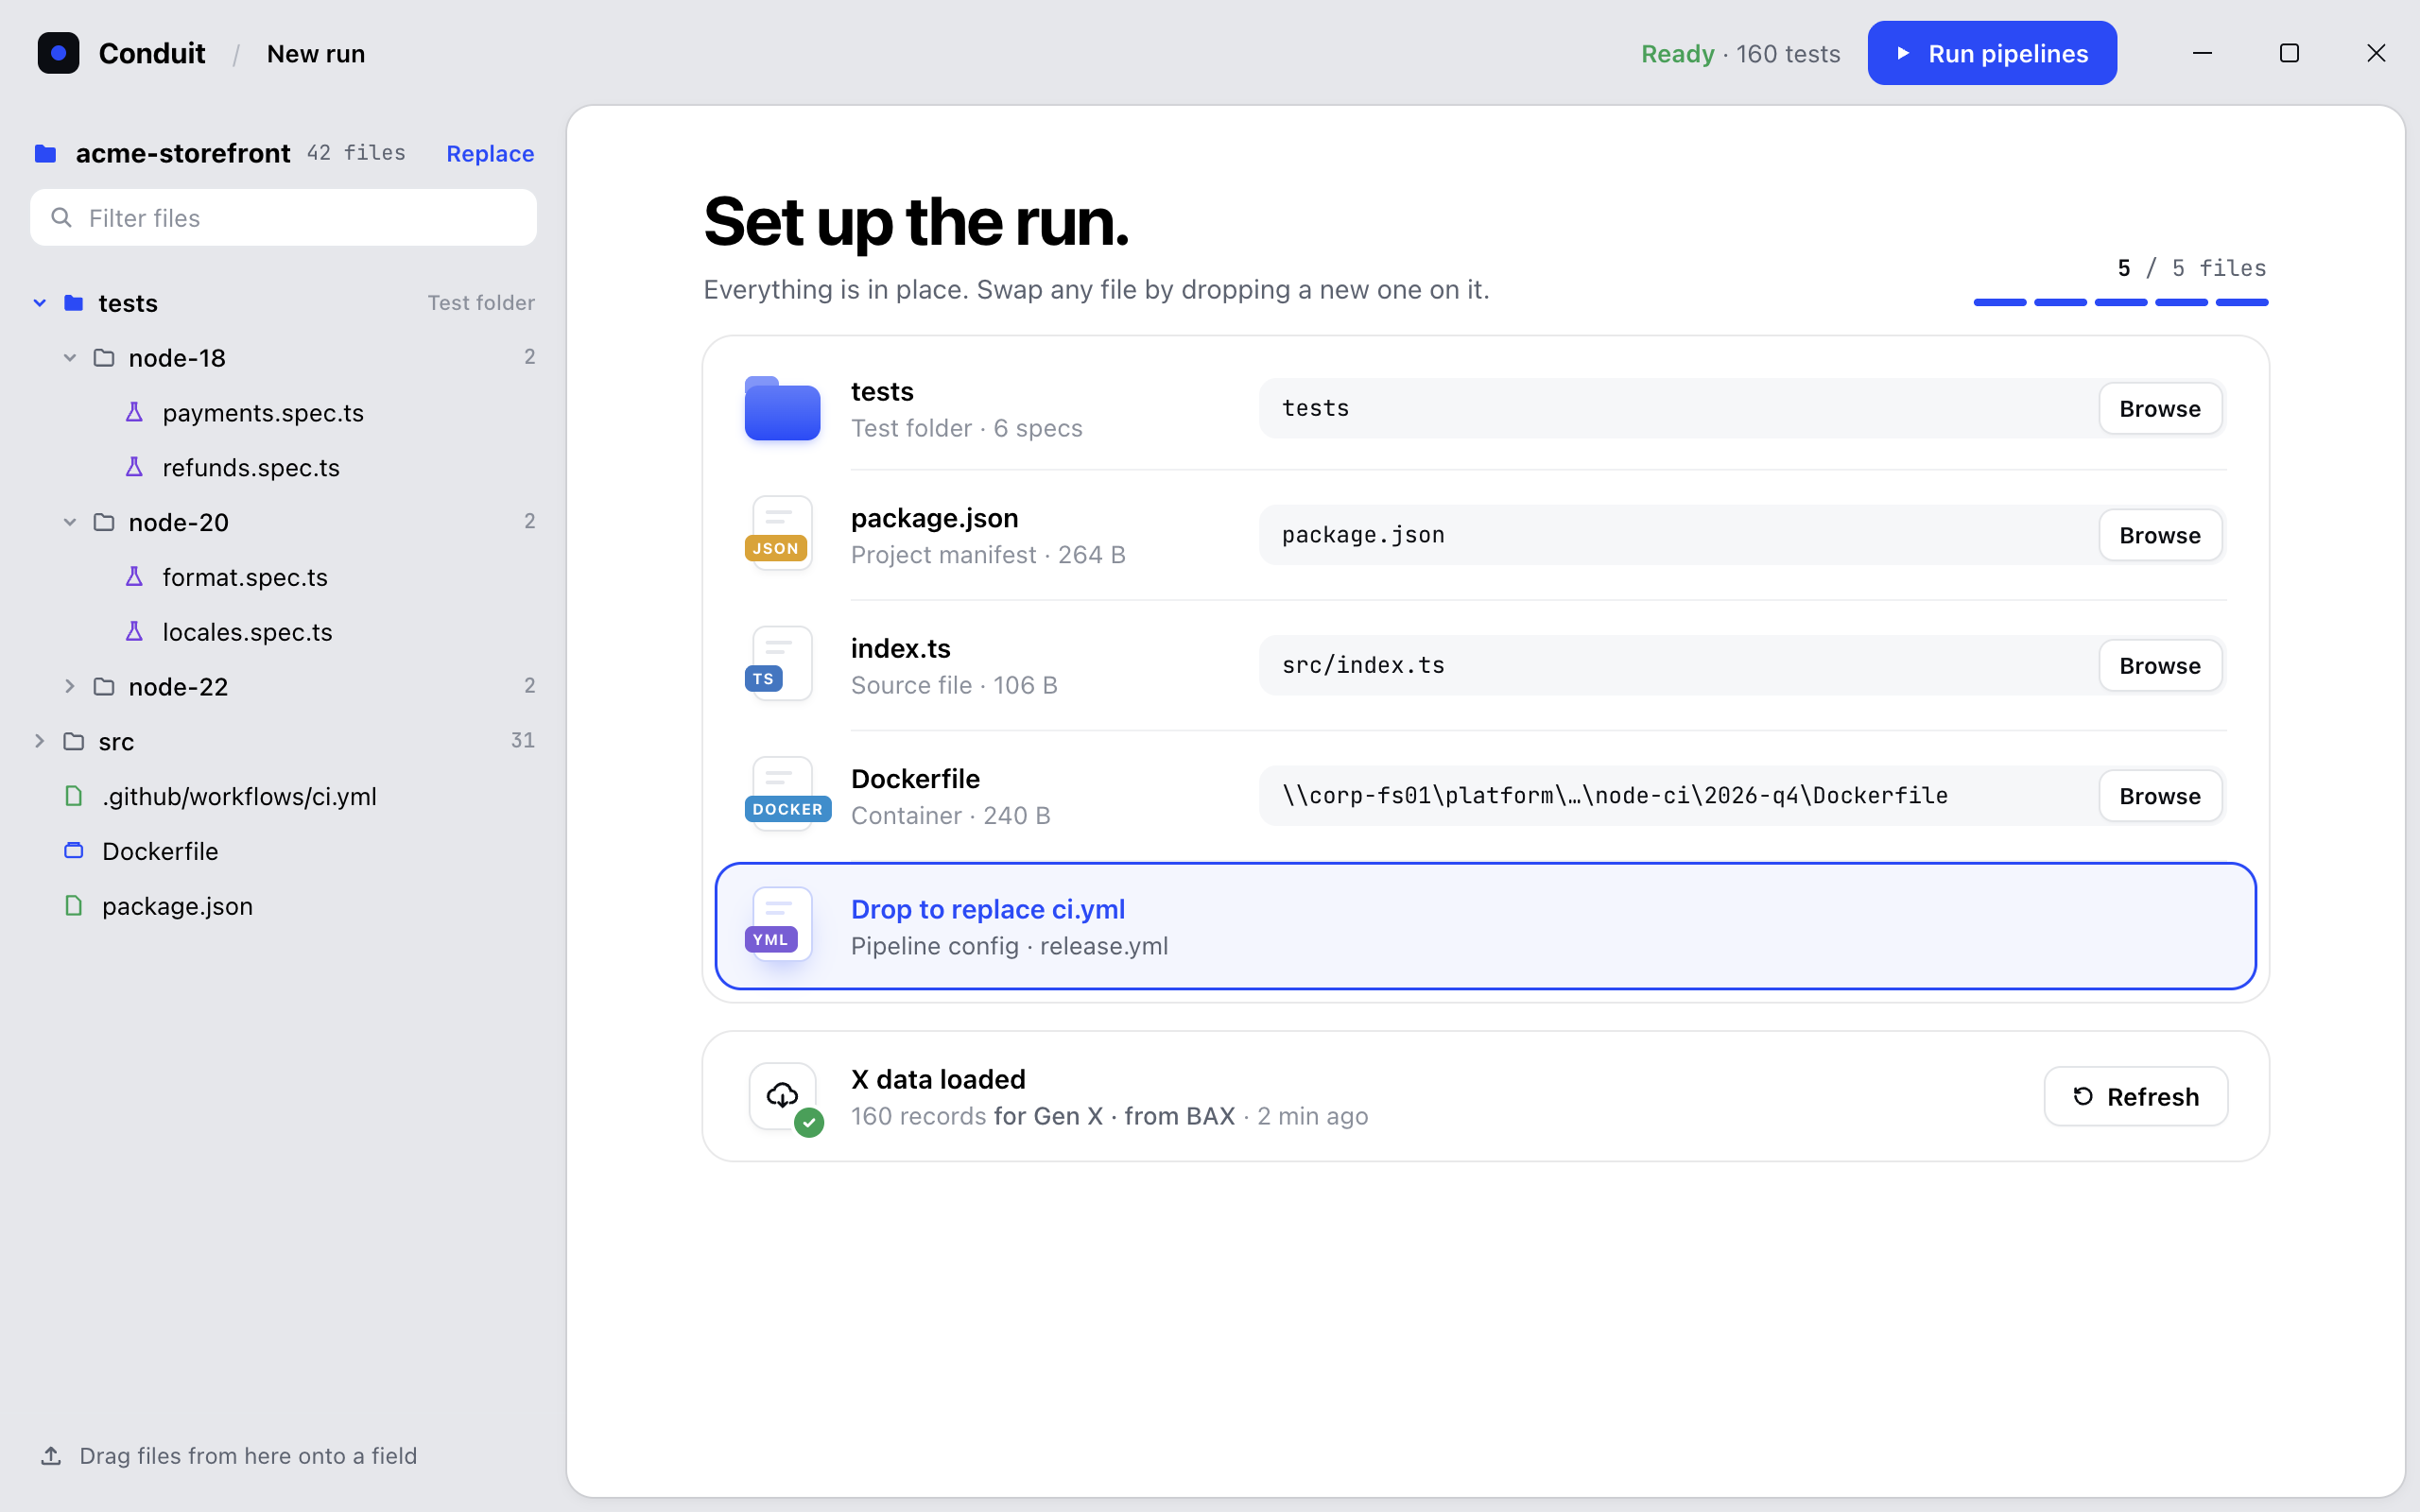 Conduit / New run
Ready · 160 tests
Run pipelines
acme-storefront 42 files Replace
Filter files
tests Test folder
node-18 2
payments.spec.ts
refunds.spec.ts
node-20 2
format.spec.ts
locales.spec.ts
node-22 2
src 31
.github/workflows/ci.yml
Dockerfile
package.json
Drag files from here onto a field
Set up the run.
Everything is in place. Swap any file by dropping a new one on it.
5 / 5 files
tests
Test folder · 6 specs
tests
Browse
JSON
package.json
Project manifest · 264 B
package.json
Browse
TS
index.ts
Source file · 106 B
src/index.ts
Browse
DOCKER
Dockerfile
Container · 240 B
\\corp-fs01\platform\…\node-ci\2026-q4\Dockerfile
Browse
YML
Drop to replace ci.yml
Pipeline config · release.yml
X data loaded
160 records for Gen X · from BAX · 2 min ago
Refresh